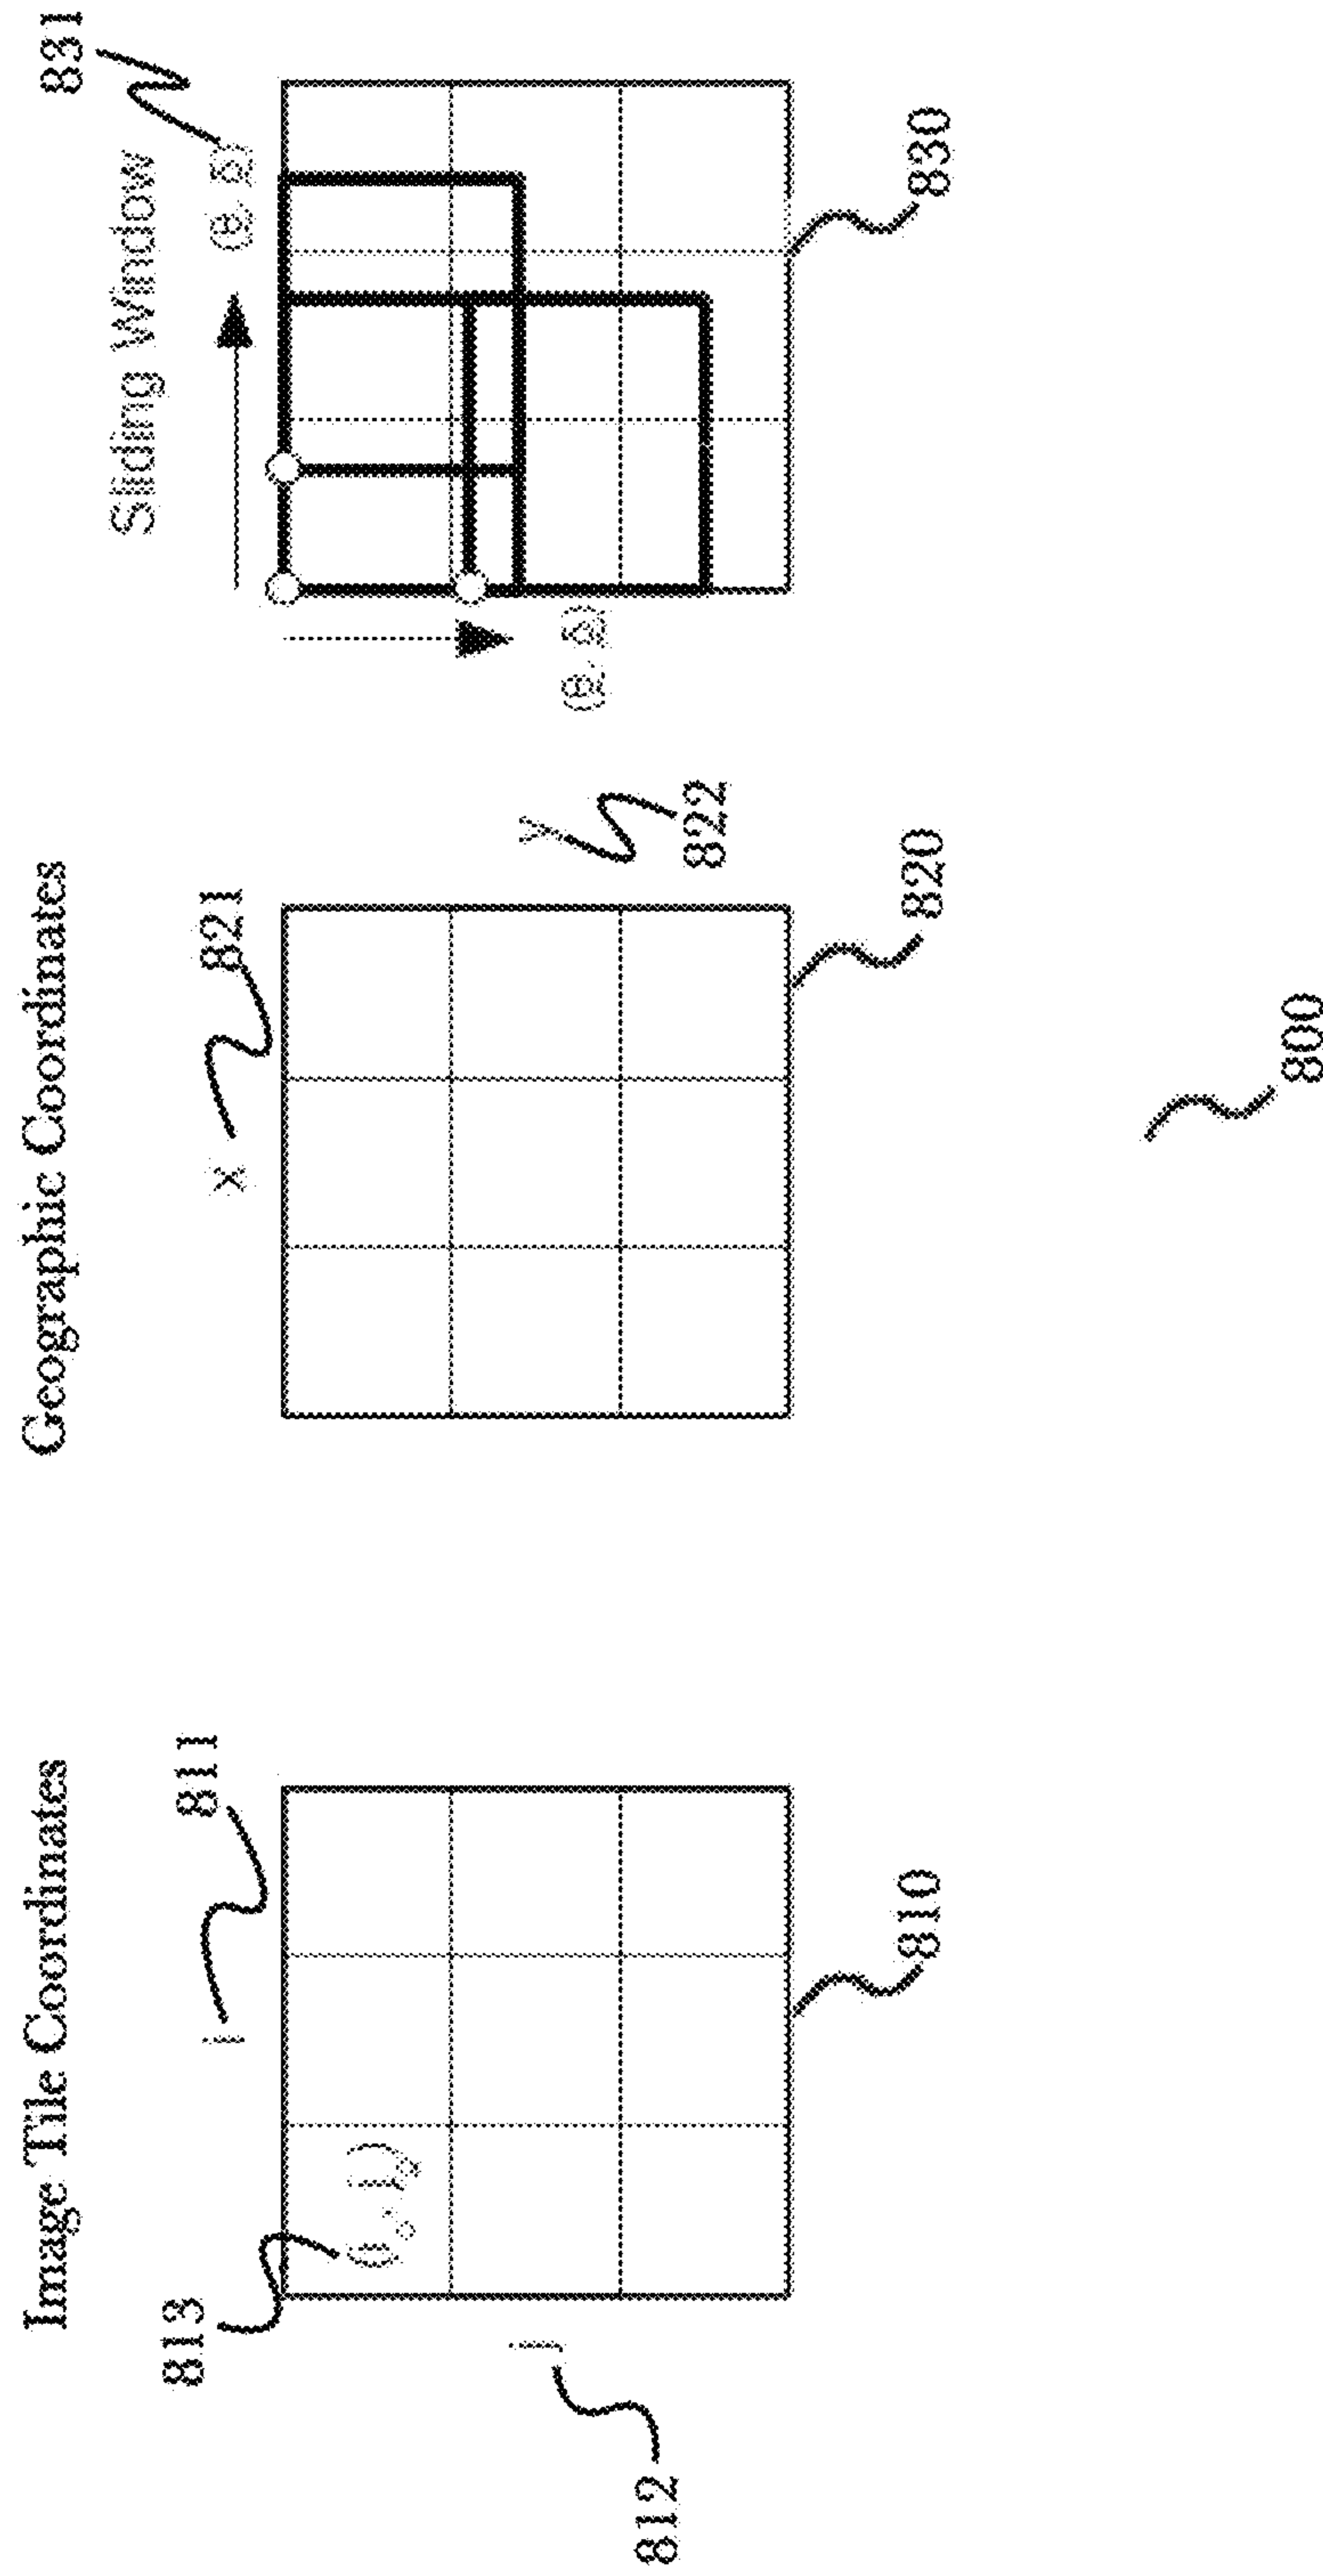 Image Tile Coordinates
813
i
811
812
j
810
Geographic Coordinates
x
821
y
822
820
Sliding Window
831
830
800